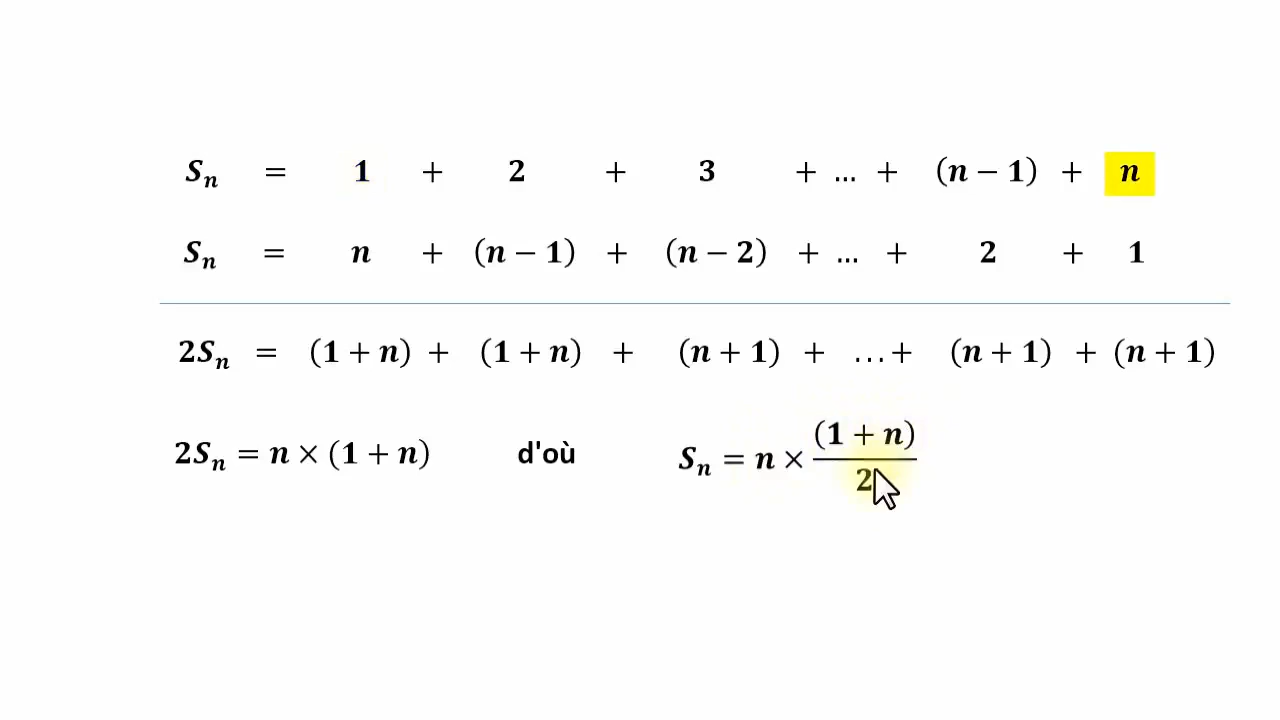 Sₙ = 1 + 2 + 3 + ... + (n − 1) + n
Sₙ = n + (n − 1) + (n − 2) + ... + 2 + 1
2Sₙ = (1 + n) + (1 + n) + (n + 1) + ... + (n + 1) + (n + 1)
2Sₙ = n × (1 + n) d'où Sₙ = n × (1 + n)/2